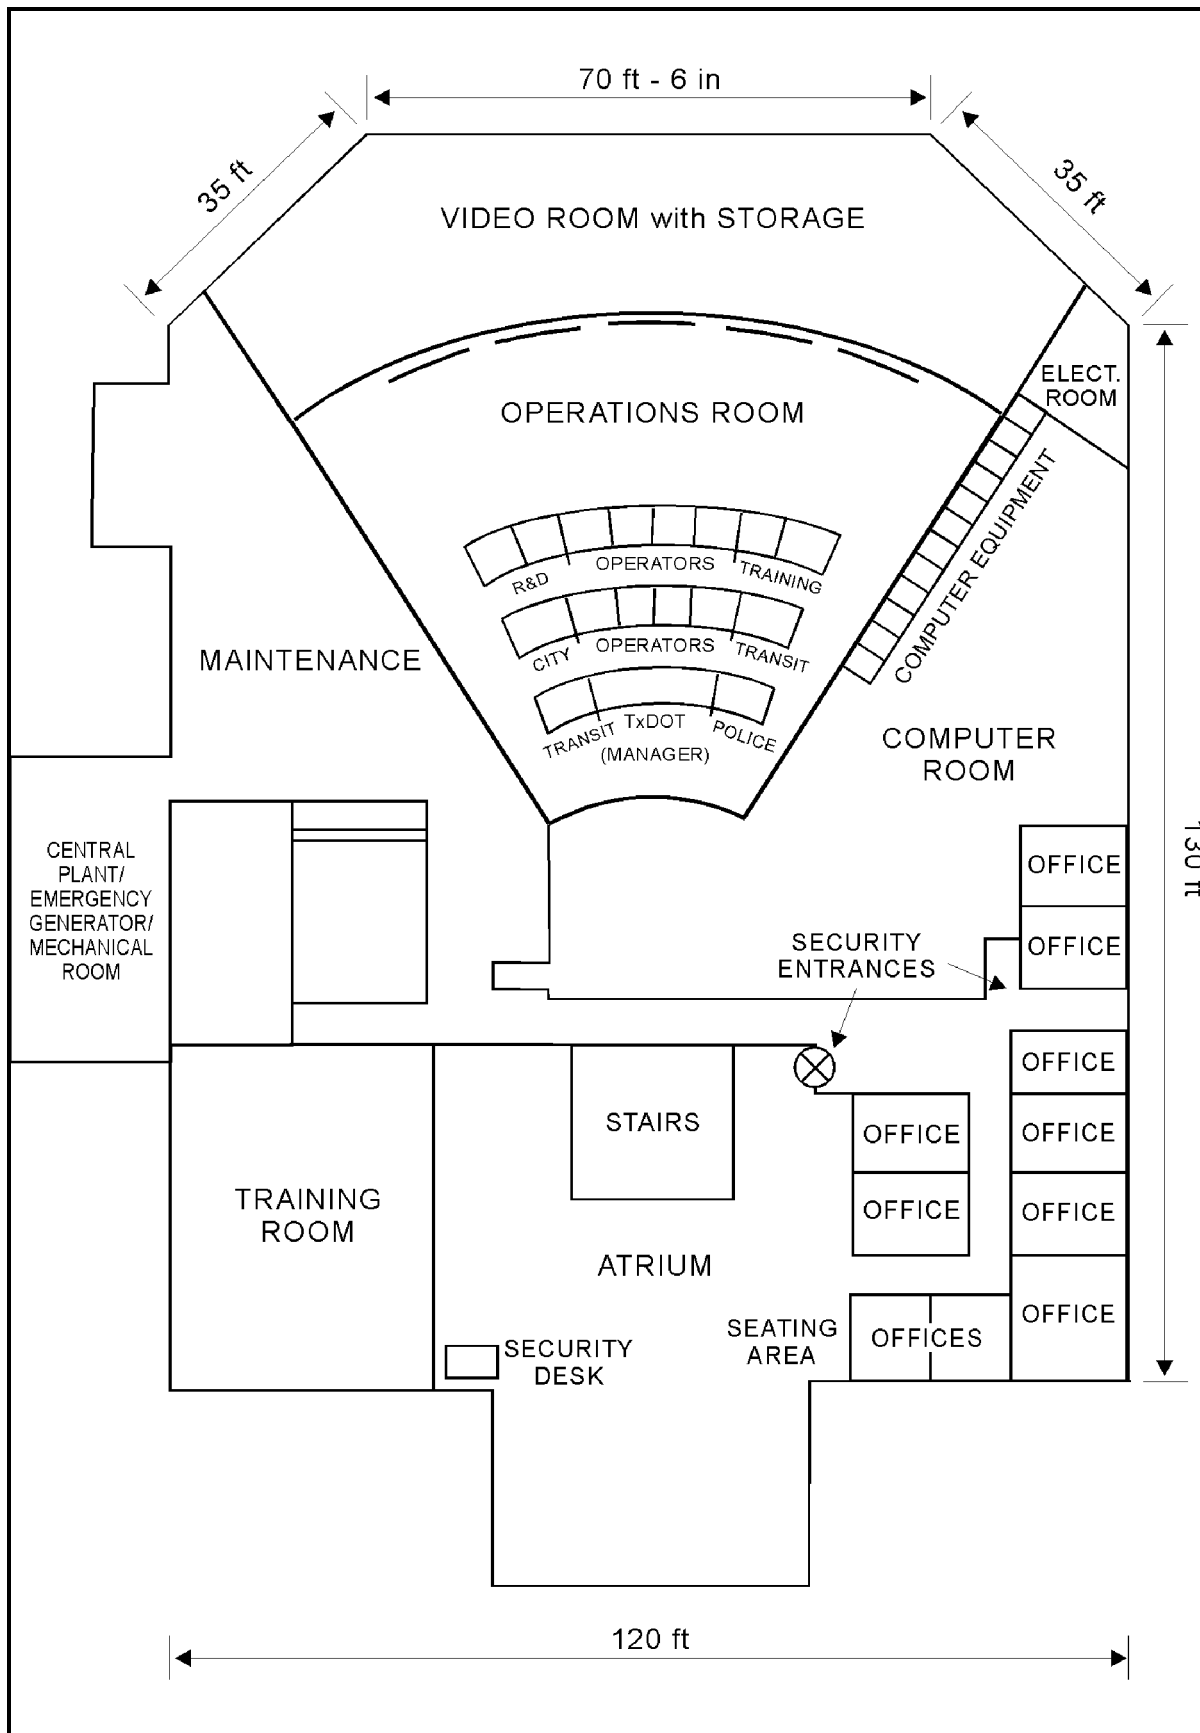 70 ft - 6 in
35 ft
35 ft
VIDEO ROOM with STORAGE
ELECT.
ROOM
OPERATIONS ROOM
COMPUTER EQUIPMENT
R&D
OPERATORS
TRAINING
CITY
OPERATORS
TRANSIT
TRANSIT
TxDOT
(MANAGER)
POLICE
MAINTENANCE
COMPUTER
ROOM
130 ft
CENTRAL
PLANT/
EMERGENCY
GENERATOR/
MECHANICAL
ROOM
OFFICE
OFFICE
SECURITY
ENTRANCES
OFFICE
STAIRS
OFFICE
OFFICE
TRAINING
ROOM
OFFICE
OFFICE
ATRIUM
SEATING
AREA
OFFICES
OFFICE
SECURITY
DESK
120 ft